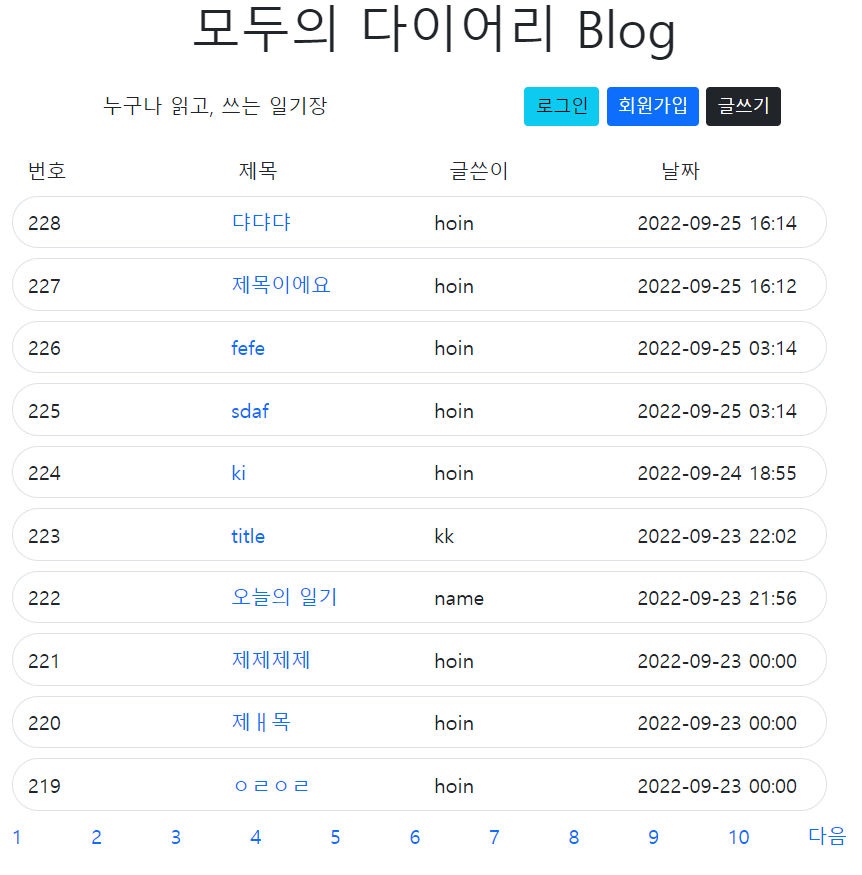 모두의 다이어리 Blog
누구나 읽고, 쓰는 일기장 로그인 회원가입 글쓰기
번호 제목 글쓴이 날짜
228 댜댜댜 hoin 2022-09-25 16:14
227 제목이에요 hoin 2022-09-25 16:12
226 fefe hoin 2022-09-25 03:14
225 sdaf hoin 2022-09-25 03:14
224 ki hoin 2022-09-24 18:55
223 title kk 2022-09-23 22:02
222 오늘의 일기 name 2022-09-23 21:56
221 제제제제 hoin 2022-09-23 00:00
220 제ㅐ목 hoin 2022-09-23 00:00
219 ㅇㄹㅇㄹ hoin 2022-09-23 00:00
1 2 3 4 5 6 7 8 9 10 다음